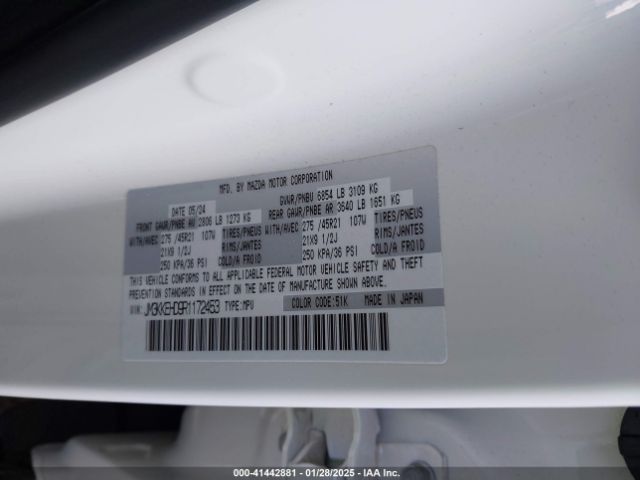 MFD. BY MAZDA MOTOR CORPORATION
DATE 05/24 GVWR/PNBV 6854 LB 3109 KG
FRONT GAWR/PNBE AV 2806 LB 1273 KG REAR GAWR/PNBE AR 3640 LB 1651 KG
WITH/AVEC 275 /45R21 107W TIRES/PNEUS WITH/AVEC 275 /45R21 107W TIRES/PNEUS
21X9 1/2J RIMS/JANTES 21X9 1/2J RIMS/JANTES
250 KPA/36 PSI COLD/A FROID 250 KPA/36 PSI COLD/A FROID
THIS VEHICLE CONFORMS TO ALL APPLICABLE FEDERAL MOTOR VEHICLE SAFETY AND THEFT
PREVENTION STANDARDS IN EFFECT ON THE DATE OF MANUFACTURE SHOWN ABOVE.
VIN: JM3KKEHD9R1172453 TYPE: MPV COLOR CODE: 51K MADE IN JAPAN
000-41442881 - 01/28/2025 - IAA Inc.